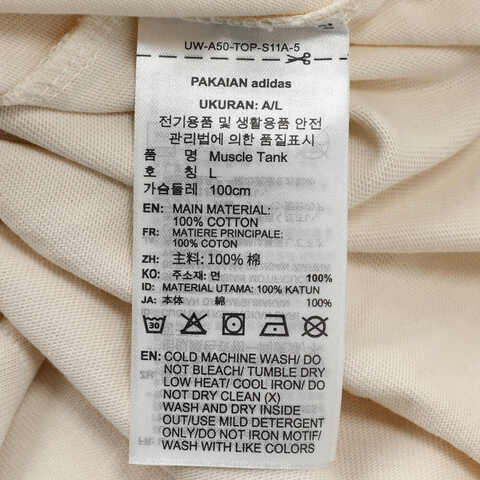 UW-A50-TOP-S11A-5
PAKAIAN adidas
UKURAN: A/L
전기용품 및 생활용품 안전
관리법에 의한 품질표시
품 명 Muscle Tank
호 칭 L
가슴둘레 100cm
EN: MAIN MATERIAL:
100% COTTON
FR: MATIERE PRINCIPALE:
100% COTON
ZH: 主料: 100% 棉
KO: 주소재: 면 100%
ID: MATERIAL UTAMA: 100% KATUN
JA: 本体 綿 100%
30
EN: COLD MACHINE WASH/ DO
NOT BLEACH/ TUMBLE DRY
LOW HEAT/ COOL IRON/ DO
NOT DRY CLEAN (X)
WASH AND DRY INSIDE
OUT/USE MILD DETERGENT
ONLY/DO NOT IRON MOTIF/
WASH WITH LIKE COLORS